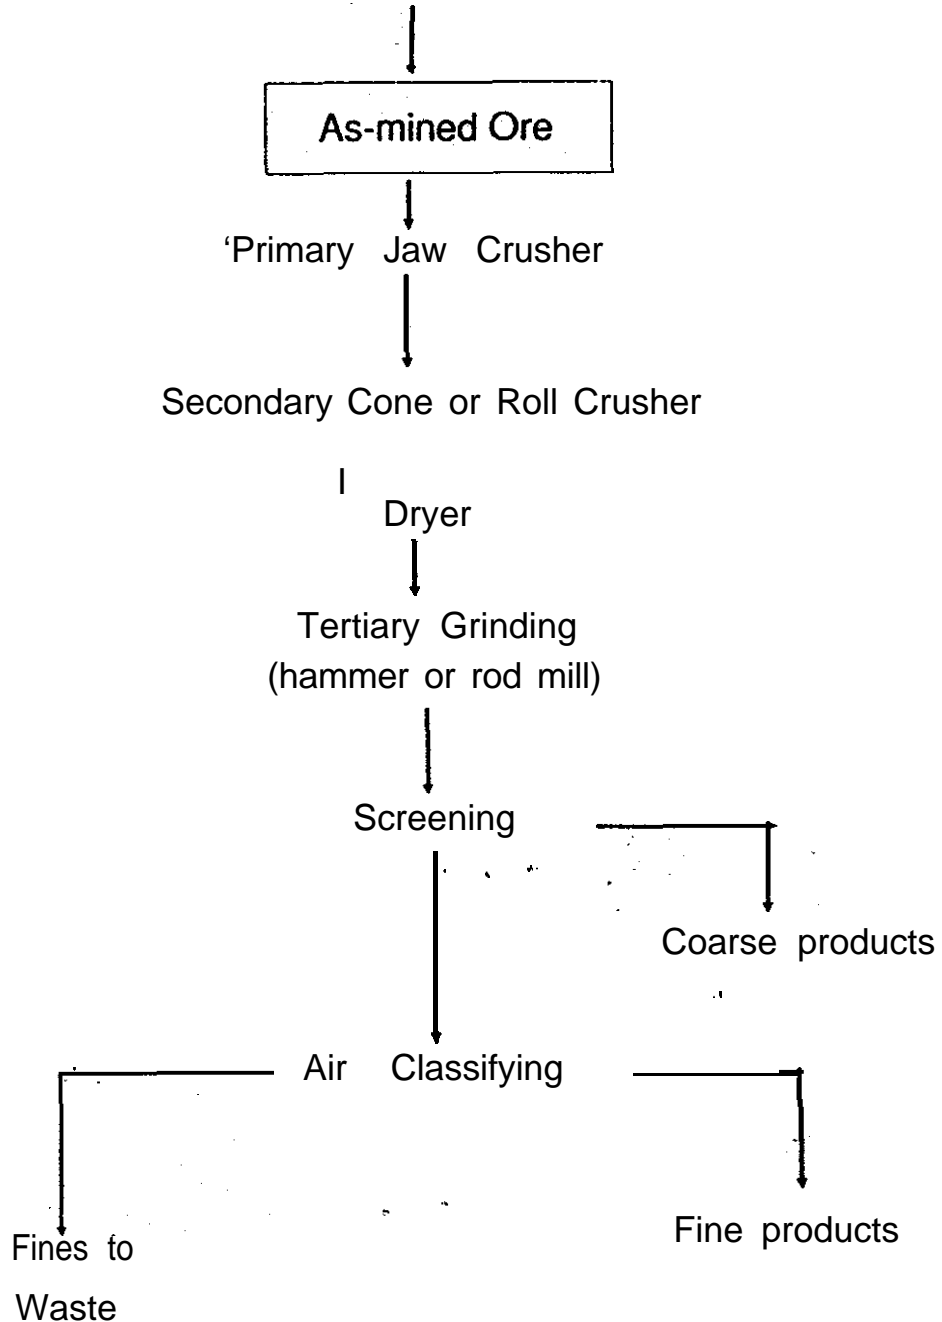 As-mined Ore
‘Primary Jaw Crusher
Secondary Cone or Roll Crusher
I
Dryer
Tertiary Grinding
(hammer or rod mill)
Screening
Coarse products
Air Classifying
Fine products
Fines to
Waste